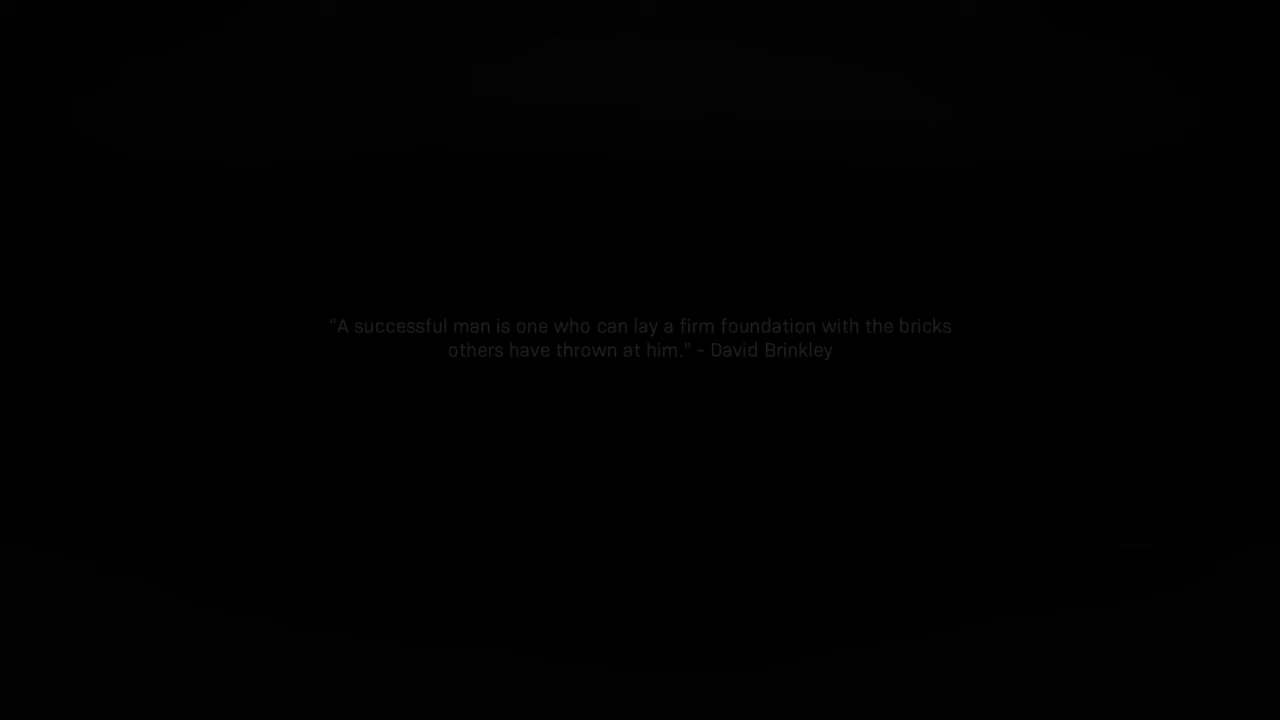 "A successful man is one who can lay a firm foundation with the bricks
others have thrown at him." - David Brinkley